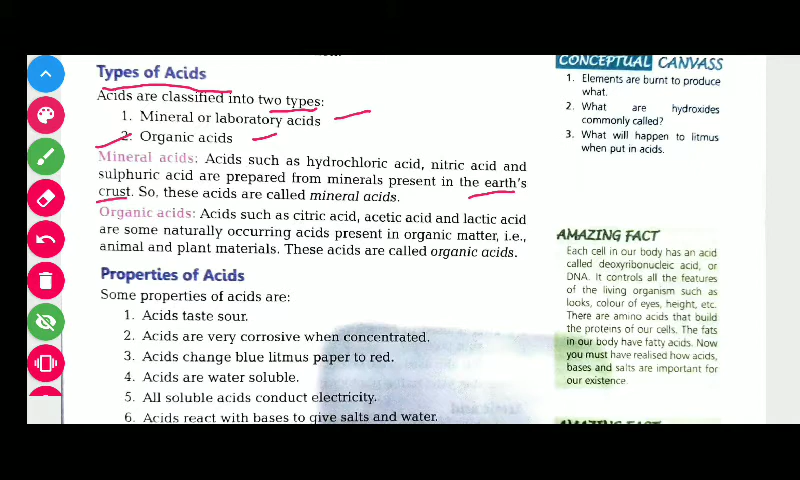 Types of Acids
Acids are classified into two types:
1. Mineral or laboratory acids
2. Organic acids
Mineral acids: Acids such as hydrochloric acid, nitric acid and
sulphuric acid are prepared from minerals present in the earth's
crust. So, these acids are called mineral acids.
Organic acids: Acids such as citric acid, acetic acid and lactic acid
are some naturally occurring acids present in organic matter, i.e.,
animal and plant materials. These acids are called organic acids.
Properties of Acids
Some properties of acids are:
1. Acids taste sour.
2. Acids are very corrosive when concentrated.
3. Acids change blue litmus paper to red.
4. Acids are water soluble.
5. All soluble acids conduct electricity.
6. Acids react with bases to give salts and water.
CONCEPTUAL CANVASS
1. Elements are burnt to produce
what.
2. What are hydroxides
commonly called?
3. What will happen to litmus
when put in acids.
AMAZING FACT
Each cell in our body has an acid
called deoxyribonucleic acid, or
DNA. It controls all the features
of the living organism such as
looks, colour of eyes, height, etc.
There are amino acids that build
the proteins of our cells. The fats
in our body have fatty acids. Now
you must have realised how acids,
bases and salts are important for
our existence.
AMAZING FACT